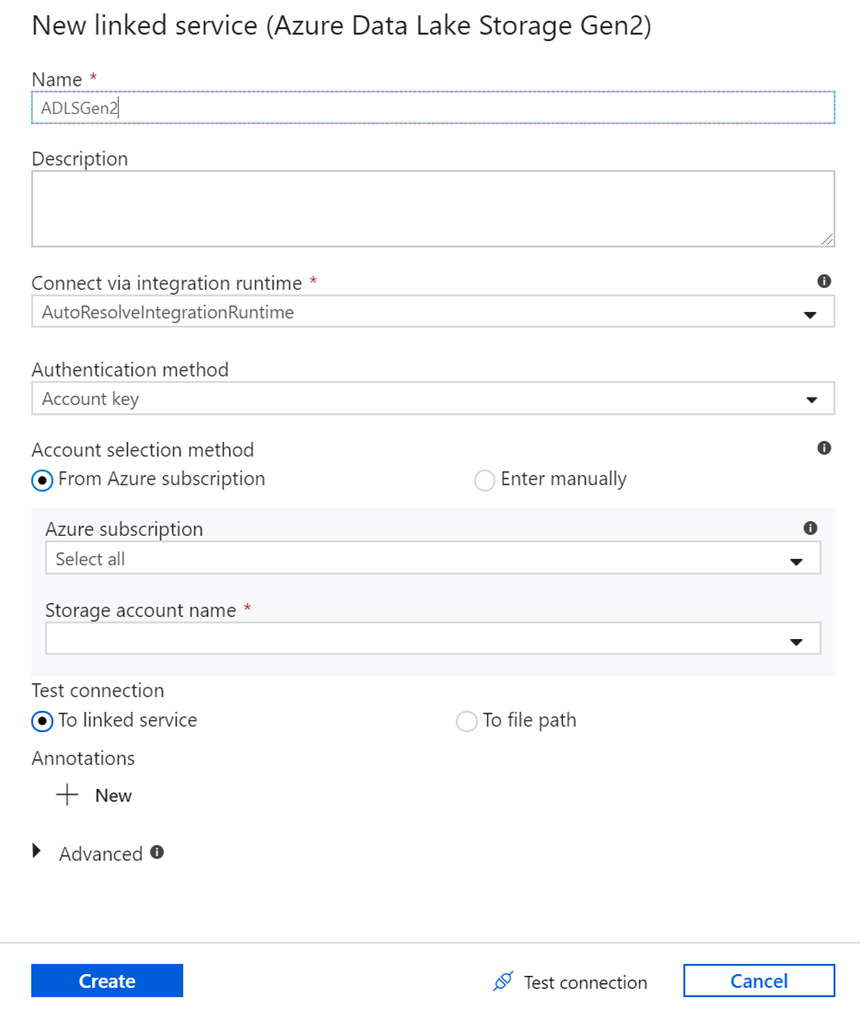 New linked service (Azure Data Lake Storage Gen2)
Name *
ADLSGen2
Description
Connect via integration runtime *
AutoResolveIntegrationRuntime
Authentication method
Account key
Account selection method
From Azure subscription Enter manually
Azure subscription
Select all
Storage account name *
Test connection
To linked service To file path
Annotations
New
Advanced
Create Test connection Cancel